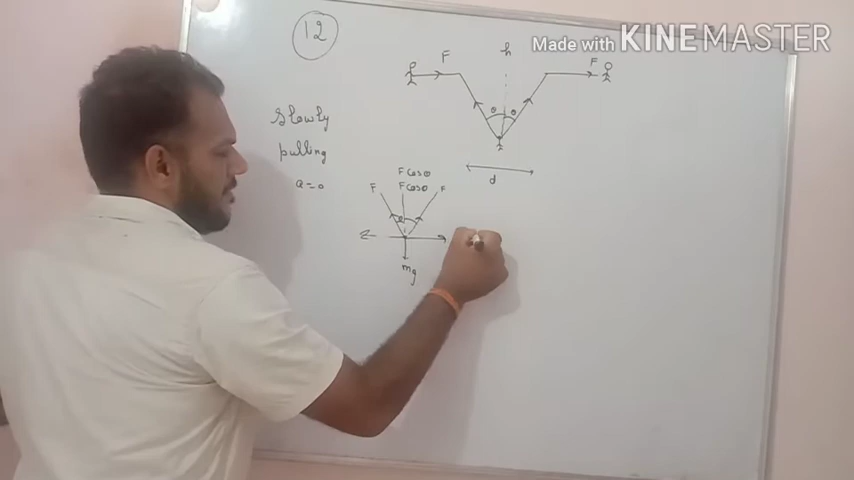 12
Made with KINEMASTER
h
F
F
Slowly
θ θ
pulling
d
a=0
F cosθ
F F cosθ F
mg